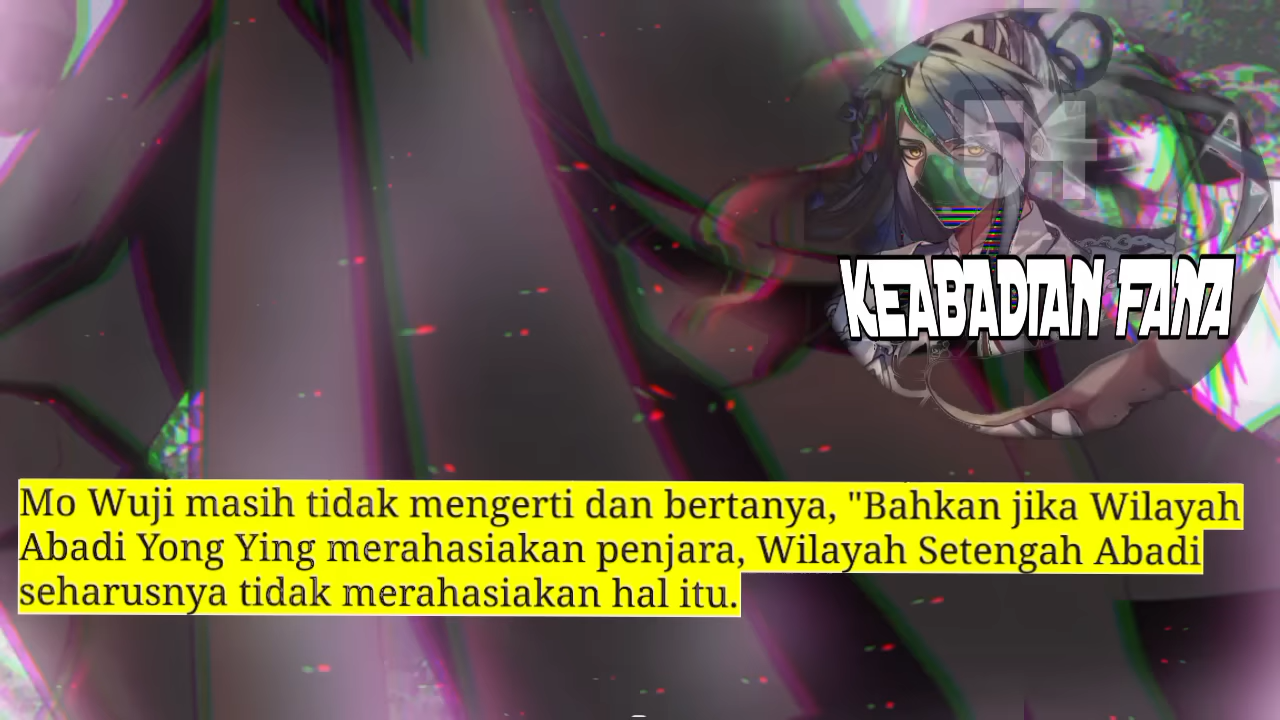 54
KEABADIAN FANA
Mo Wuji masih tidak mengerti dan bertanya, "Bahkan jika Wilayah
Abadi Yong Ying merahasiakan penjara, Wilayah Setengah Abadi
seharusnya tidak merahasiakan hal itu.